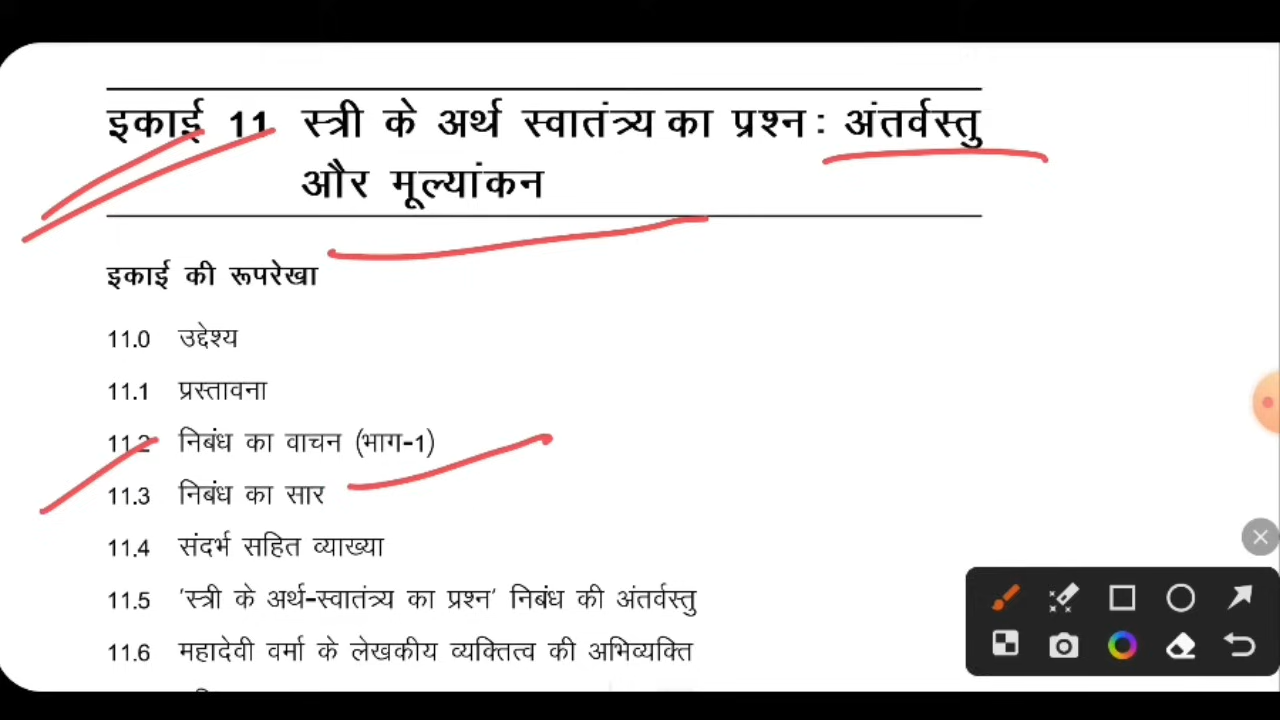 इकाई 11 स्त्री के अर्थ स्वातंत्र्य का प्रश्न: अंतर्वस्तु
और मूल्यांकन
इकाई की रूपरेखा
11.0 उद्देश्य
11.1 प्रस्तावना
11.2 निबंध का वाचन (भाग-1)
11.3 निबंध का सार
11.4 संदर्भ सहित व्याख्या
11.5 'स्त्री के अर्थ-स्वातंत्र्य का प्रश्न' निबंध की अंतर्वस्तु
11.6 महादेवी वर्मा के लेखकीय व्यक्तित्व की अभिव्यक्ति